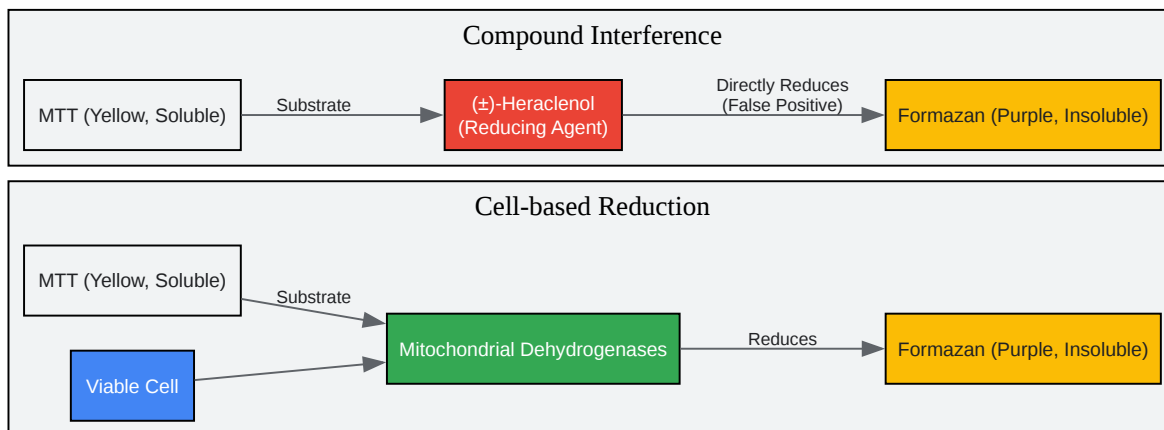 Compound Interference
MTT (Yellow, Soluble)
Substrate
(±)-Heraclenol
(Reducing Agent)
Directly Reduces
(False Positive)
Formazan (Purple, Insoluble)
Cell-based Reduction
MTT (Yellow, Soluble)
Substrate
Viable Cell
Mitochondrial Dehydrogenases
Reduces
Formazan (Purple, Insoluble)